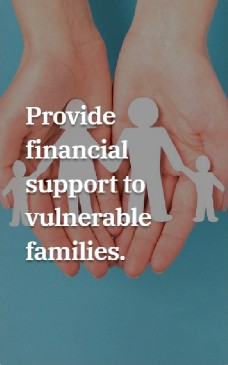 Provide
financial
support to
vulnerable
families.